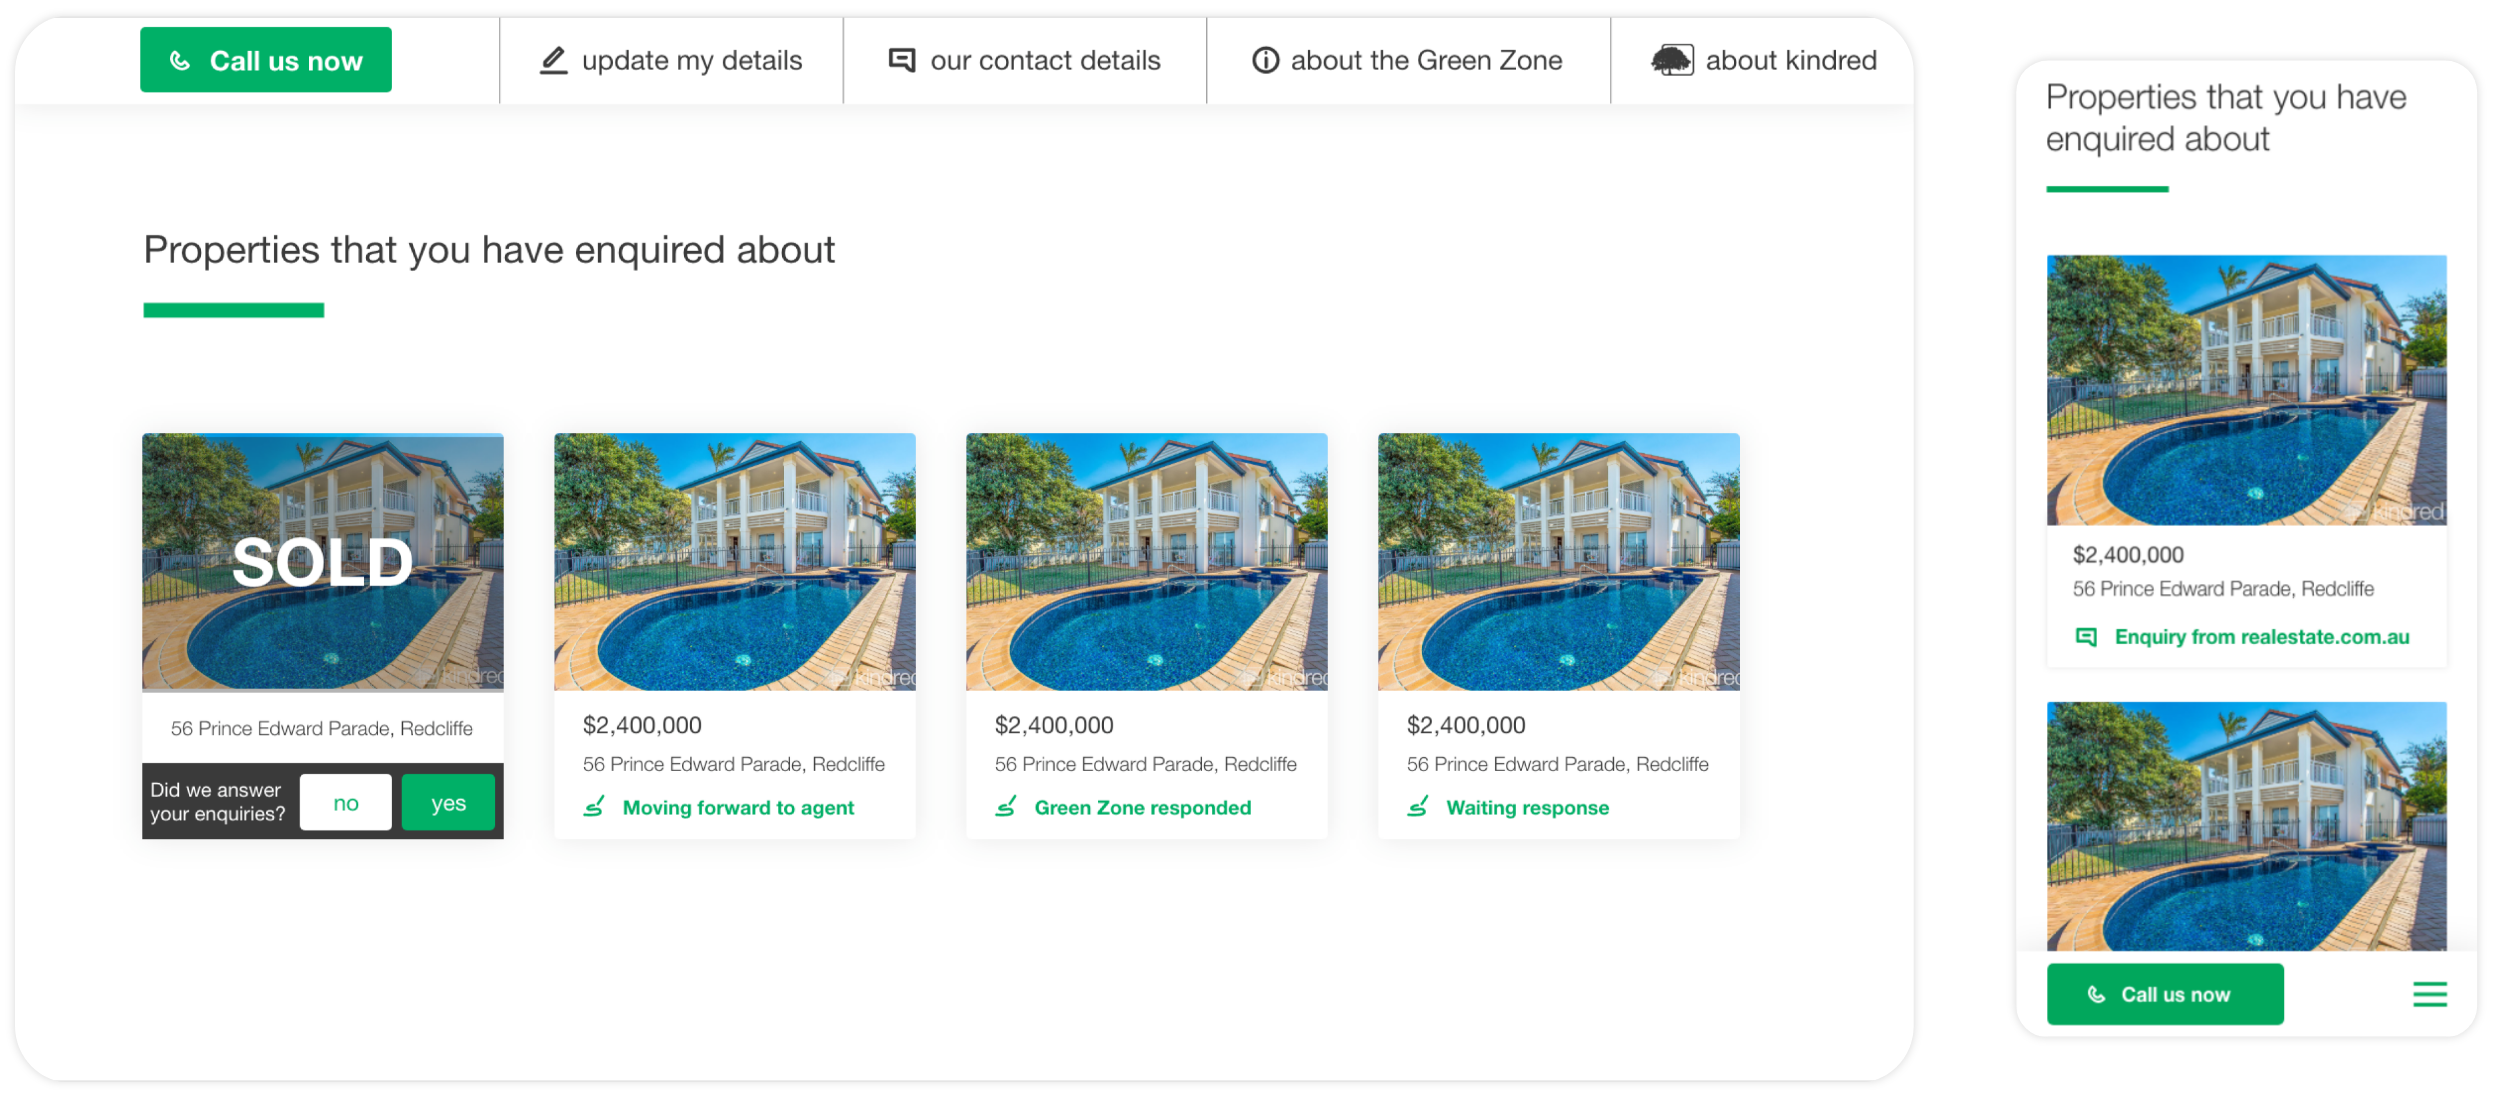 Call us now
update my details
our contact details
about the Green Zone
about kindred
Properties that you have enquired about
SOLD
kindred
kindred
kindred
kindred
56 Prince Edward Parade, Redcliffe
Did we answer
your enquiries?
no
yes
$2,400,000
56 Prince Edward Parade, Redcliffe
Moving forward to agent
$2,400,000
56 Prince Edward Parade, Redcliffe
Green Zone responded
$2,400,000
56 Prince Edward Parade, Redcliffe
Waiting response
Properties that you have
enquired about
kindred
$2,400,000
56 Prince Edward Parade, Redcliffe
Enquiry from realestate.com.au
Call us now